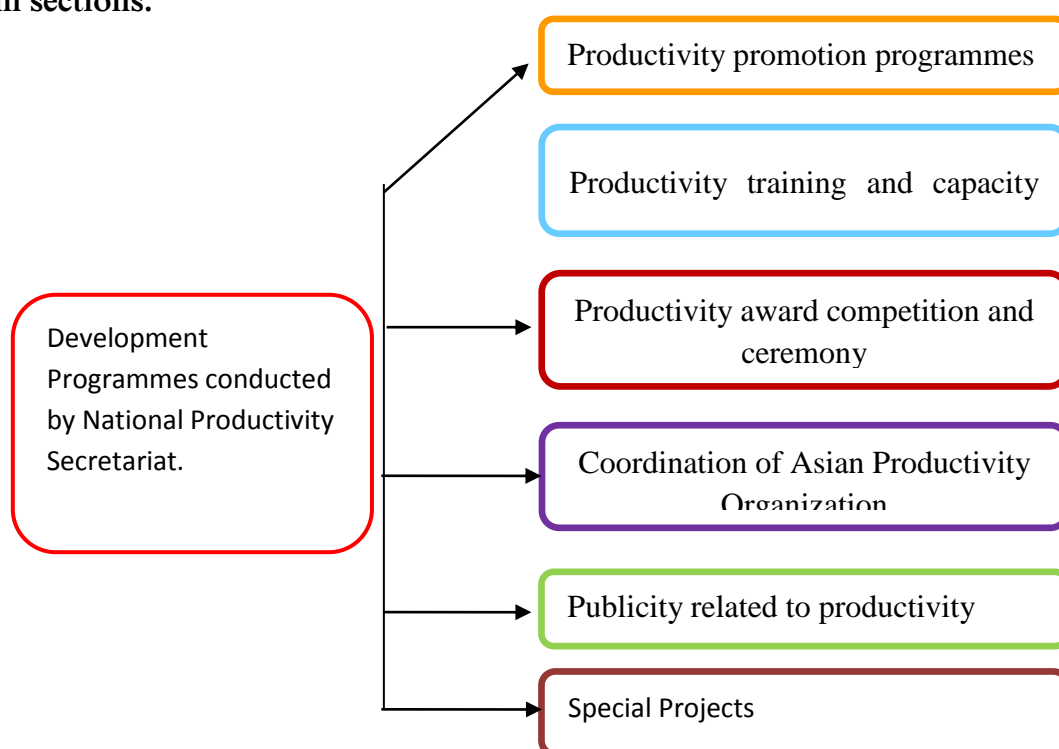 sections.
Productivity promotion programmes
Productivity training and capacity
Productivity award competition and
ceremony
Development
Programmes conducted
by National Productivity
Secretariat.
Coordination of Asian Productivity
Organization
Publicity related to productivity
Special Projects